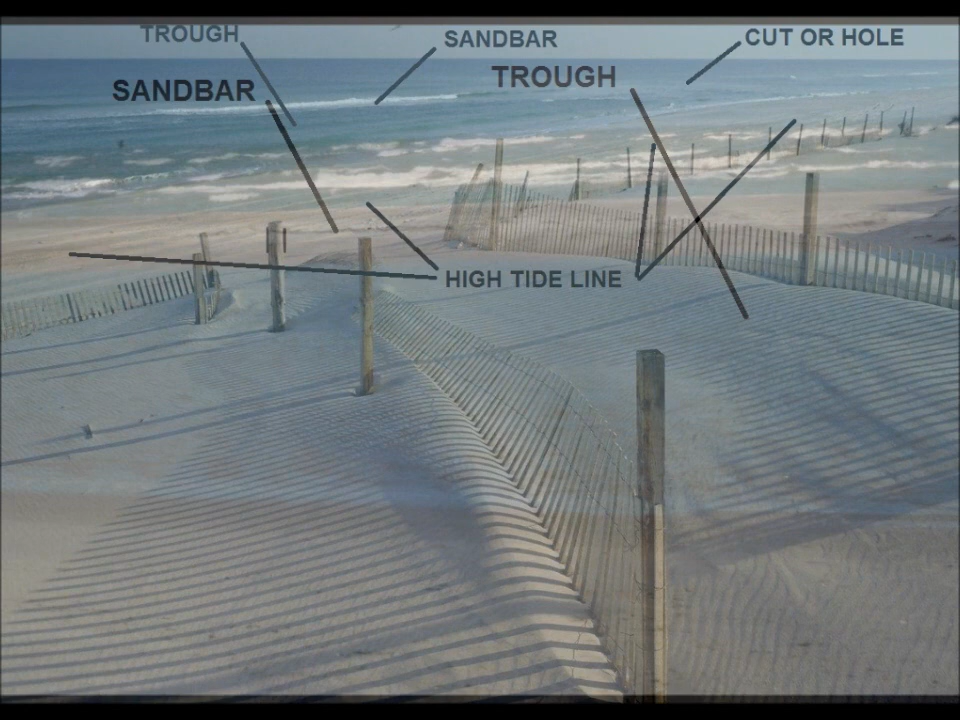 TROUGH
SANDBAR
CUT OR HOLE
SANDBAR
TROUGH
HIGH TIDE LINE